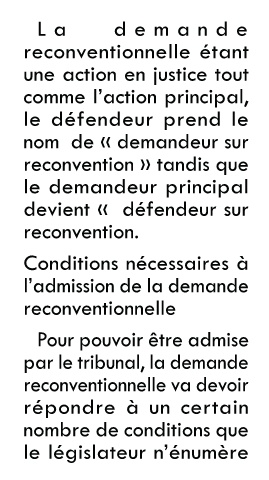 La demande
reconventionnelle étant
une action en justice tout
comme l'action principal,
le défendeur prend le
nom de « demandeur sur
reconvention » tandis que
le demandeur principal
devient « défendeur sur
reconvention.
Conditions nécessaires à
l'admission de la demande
reconventionnelle
Pour pouvoir être admise
par le tribunal, la demande
reconventionnelle va devoir
répondre à un certain
nombre de conditions que
le législateur n'énumère